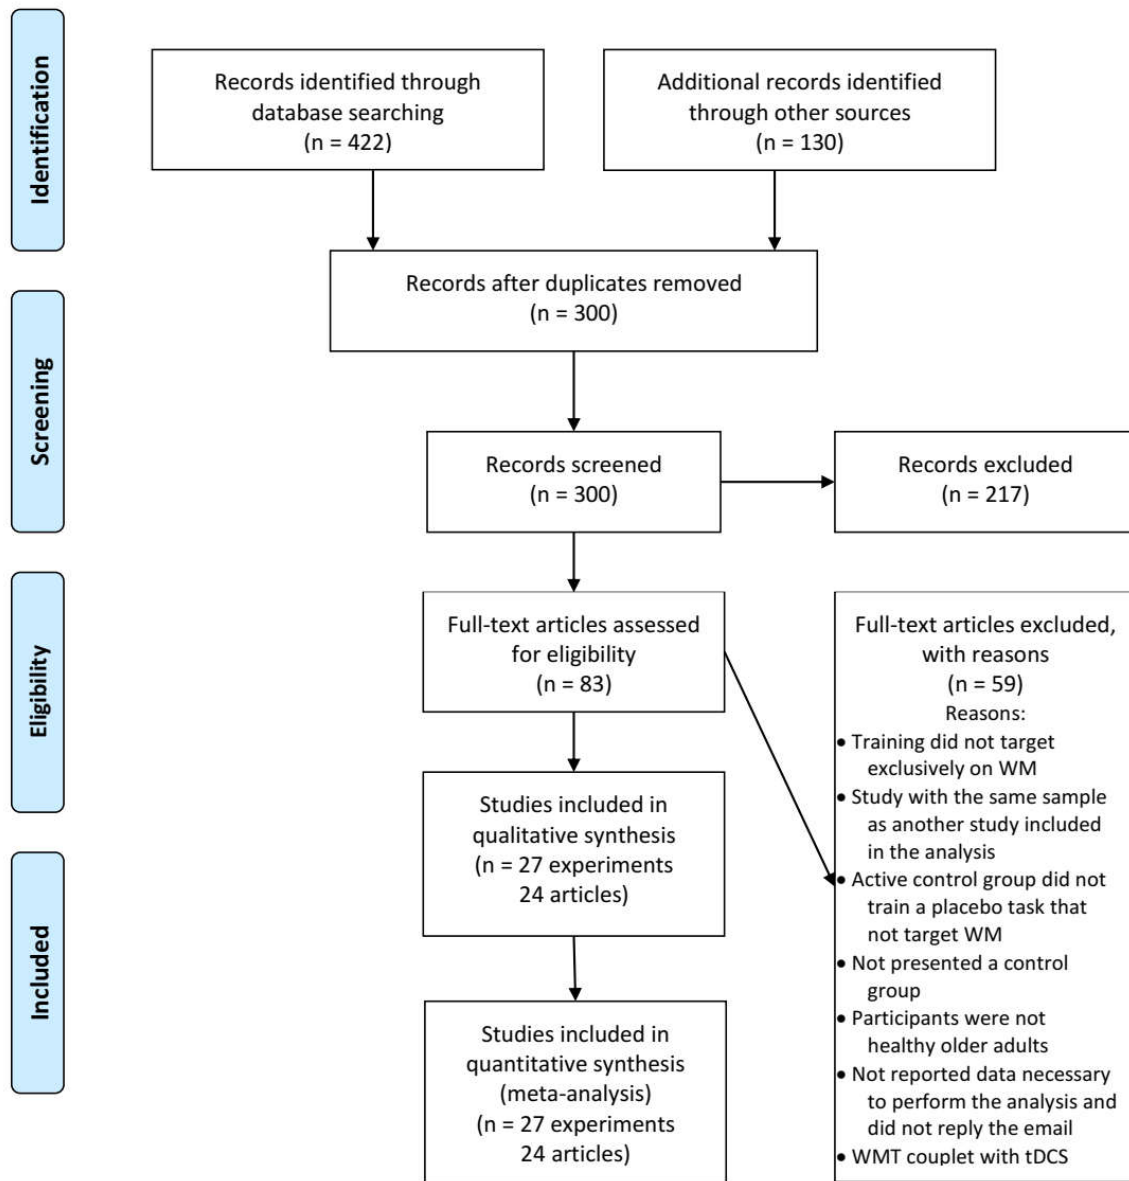 Identification
Records identified through
database searching
(n = 422)
Additional records identified
through other sources
(n = 130)
Records after duplicates removed
(n = 300)
Screening
Records screened
(n = 300)
Records excluded
(n = 217)
Eligibility
Full-text articles assessed
for eligibility
(n = 83)
Full-text articles excluded,
with reasons
(n = 59)
Reasons:
• Training did not target
exclusively on WM
• Study with the same sample
as another study included
in the analysis
• Active control group did not
train a placebo task that
not target WM
• Not presented a control
group
• Participants were not
healthy older adults
• Not reported data necessary
to perform the analysis and
did not reply the email
• WMT couplet with tDCS
Studies included in
qualitative synthesis
(n = 27 experiments
24 articles)
Included
Studies included in
quantitative synthesis
(meta-analysis)
(n = 27 experiments
24 articles)